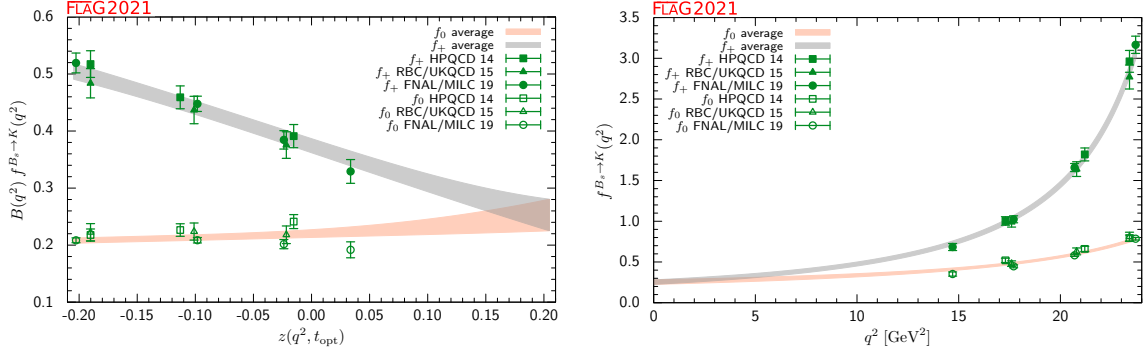 FLAG2021
f₀ average
f₊ average
f₊ HPQCD 14
f₊ RBC/UKQCD 15
f₊ FNAL/MILC 19
f₀ HPQCD 14
f₀ RBC/UKQCD 15
f₀ FNAL/MILC 19
B(q²) f^{B_s→K}(q²)
0.6
0.5
0.4
0.3
0.2
0.1
-0.20 -0.15 -0.10 -0.05 0.00 0.05 0.10 0.15 0.20
z(q², t_opt)
FLAG2021
f₀ average
f₊ average
f₊ HPQCD 14
f₊ RBC/UKQCD 15
f₊ FNAL/MILC 19
f₀ HPQCD 14
f₀ RBC/UKQCD 15
f₀ FNAL/MILC 19
f^{B_s→K}(q²)
3.5
3.0
2.5
2.0
1.5
1.0
0.5
0.0
0 5 10 15 20
q² [GeV²]